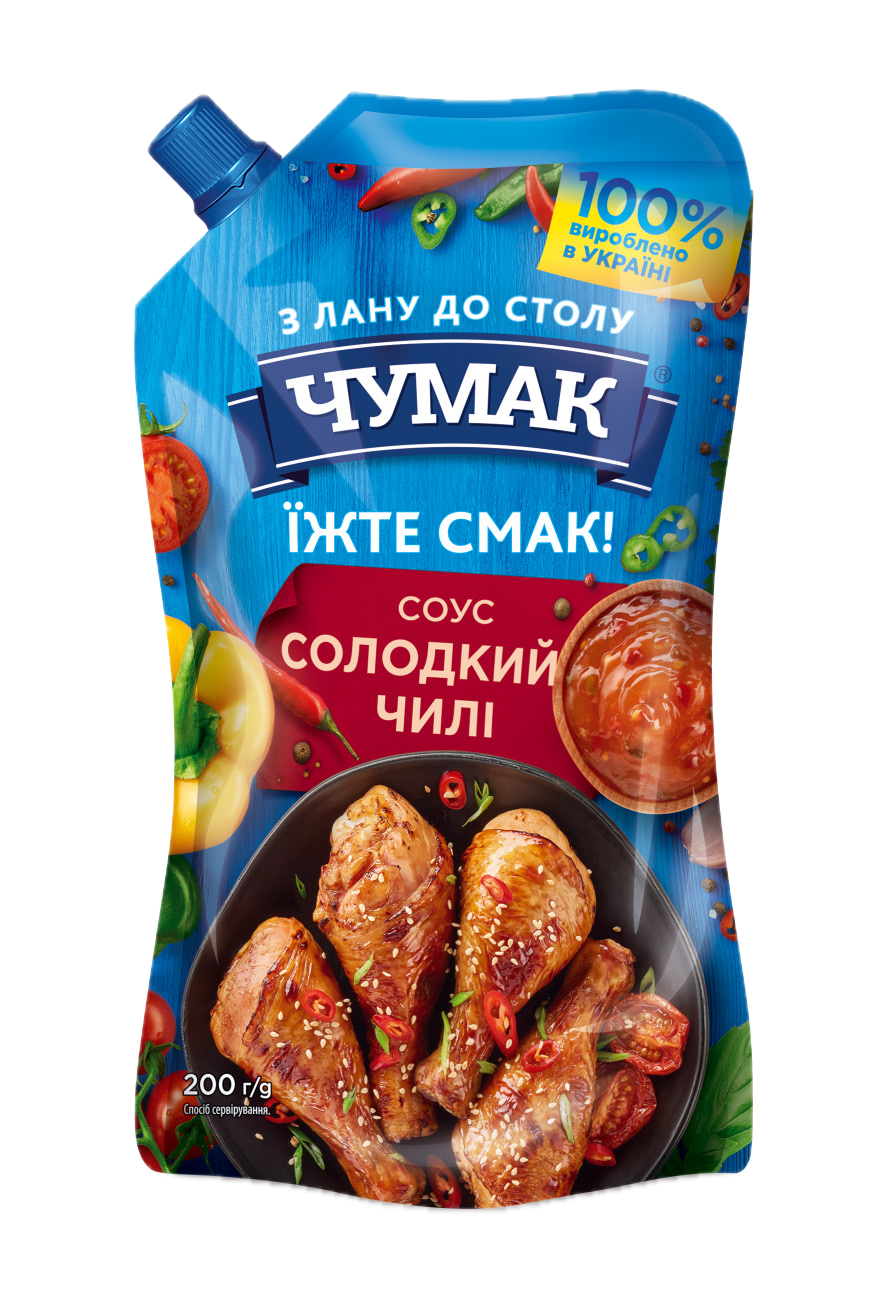 100%
вироблено
в УКРАЇНІ
З ЛАНУ ДО СТОЛУ
ЧУМАК®
ЇЖТЕ СМАК!
СОУС
СОЛОДКИЙ
ЧИЛІ
200 г/g
Спосіб сервірування.